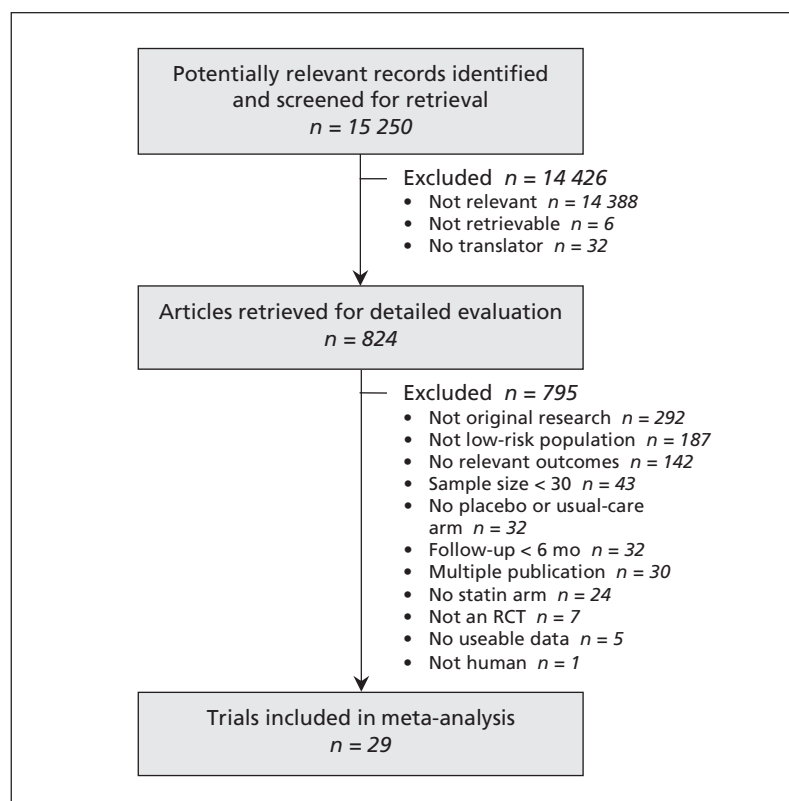 Potentially relevant records identified
and screened for retrieval
n = 15 250
Excluded n = 14 426
• Not relevant n = 14 388
• Not retrievable n = 6
• No translator n = 32
Articles retrieved for detailed evaluation
n = 824
Excluded n = 795
• Not original research n = 292
• Not low-risk population n = 187
• No relevant outcomes n = 142
• Sample size < 30 n = 43
• No placebo or usual-care
arm n = 32
• Follow-up < 6 mo n = 32
• Multiple publication n = 30
• No statin arm n = 24
• Not an RCT n = 7
• No useable data n = 5
• Not human n = 1
Trials included in meta-analysis
n = 29